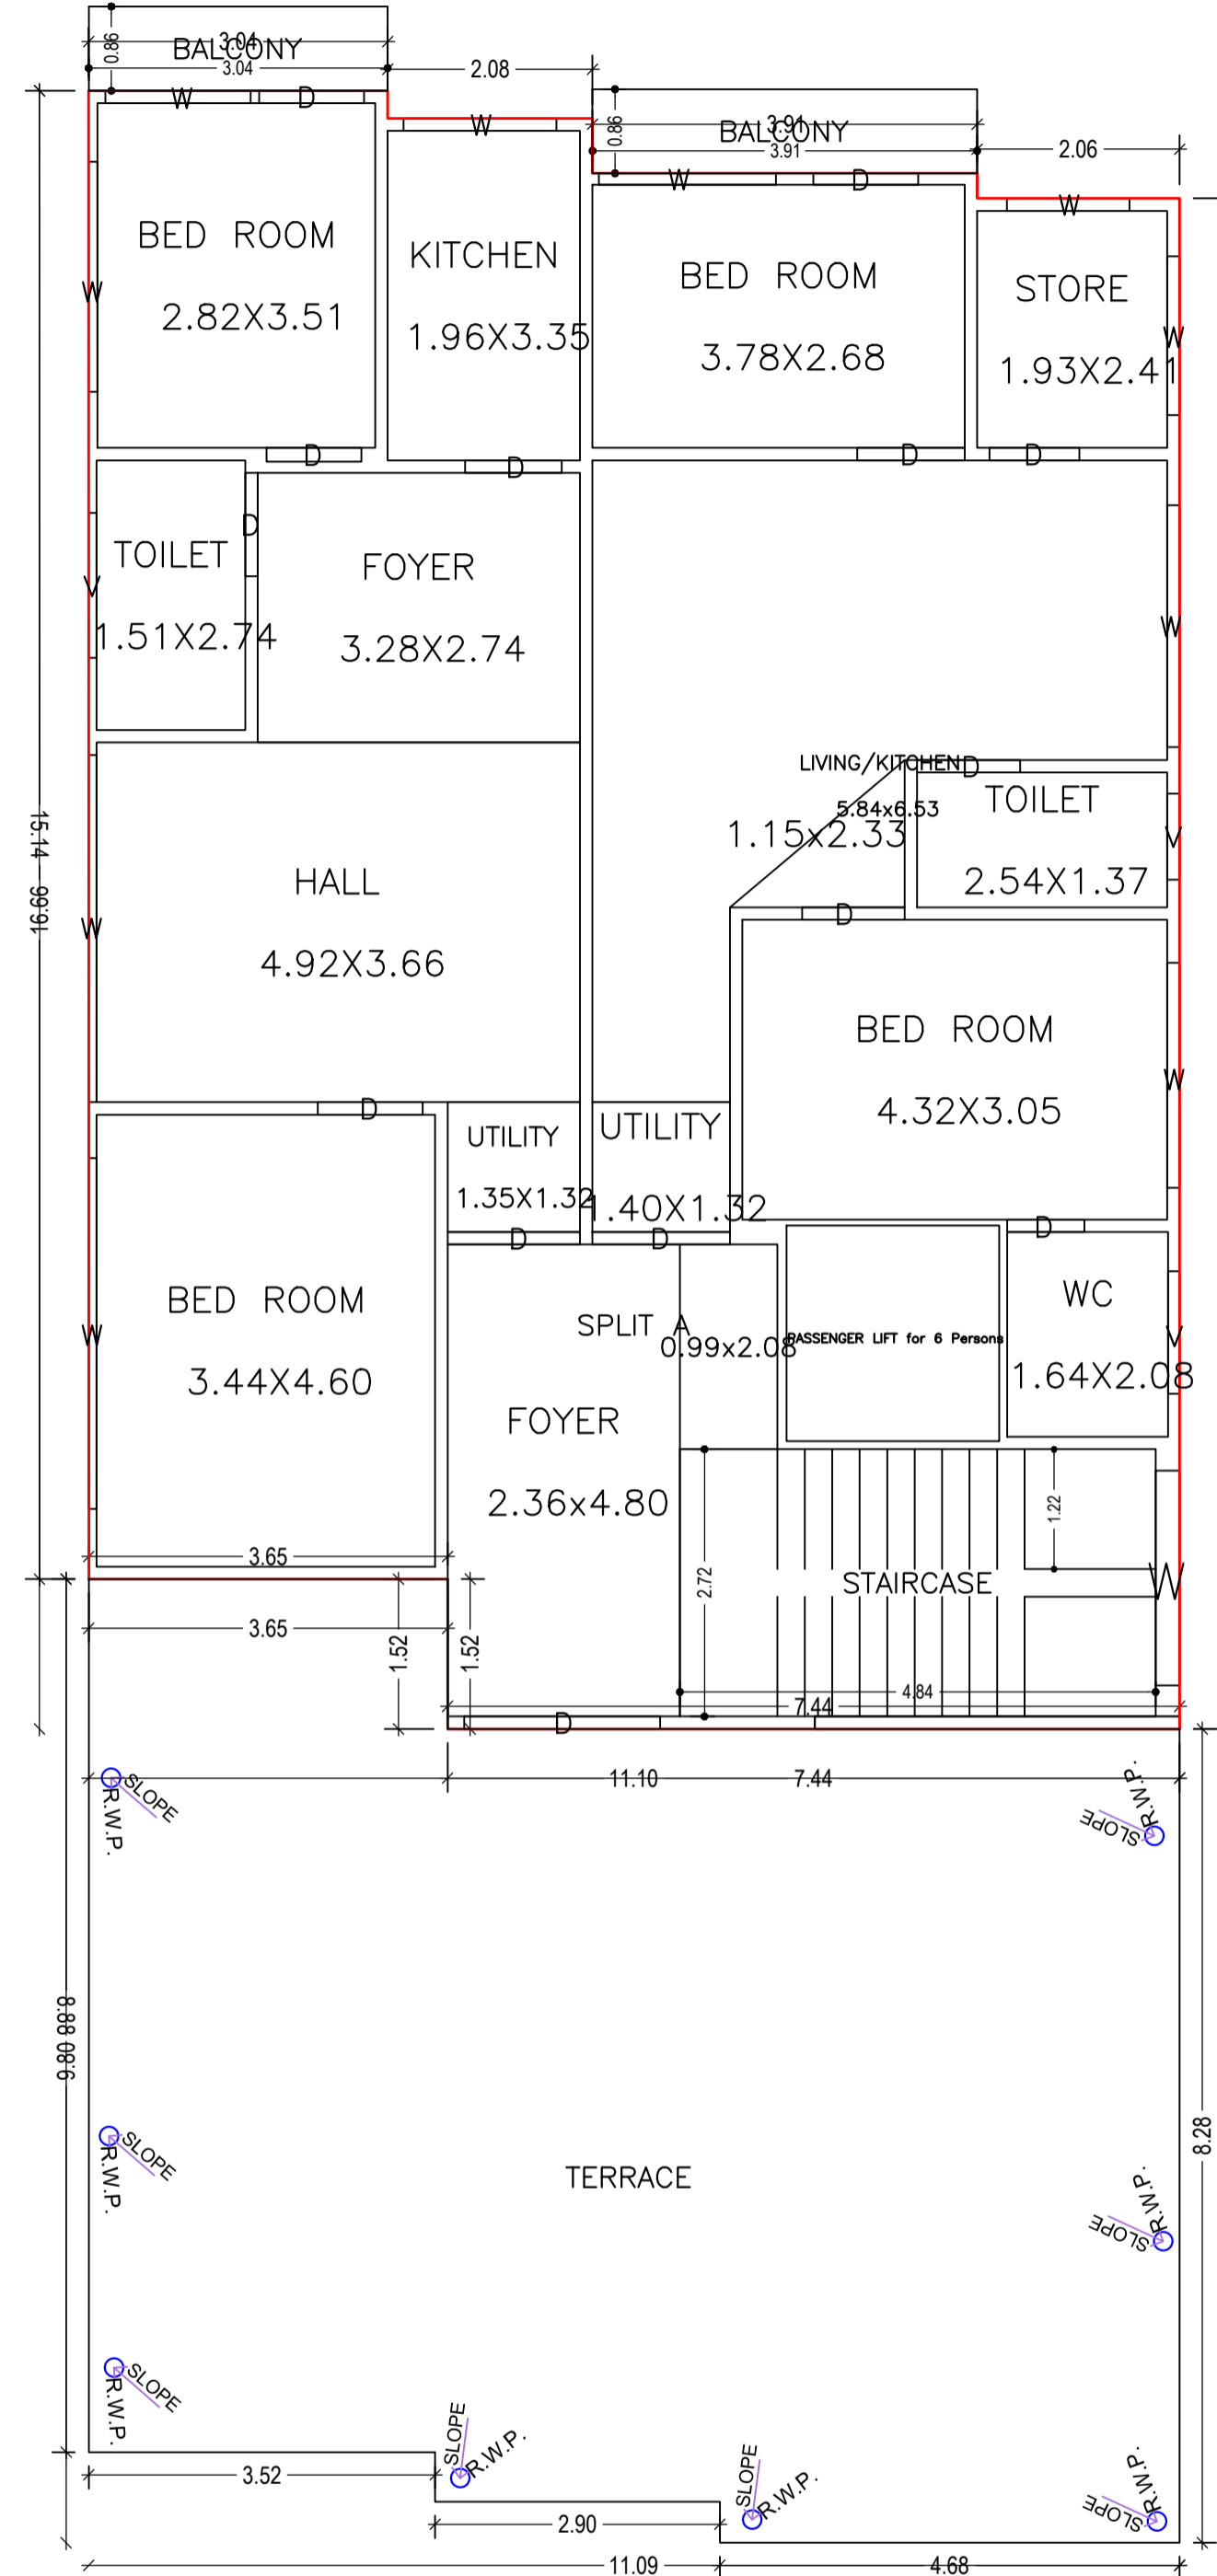 3.04
0.86
BALCONY
3.04
2.08
W
D
W
3.91
0.86
BALCONY
3.91
2.06
W
D
W
BED ROOM
2.82X3.51
W
KITCHEN
1.96X3.35
BED ROOM
3.78X2.68
STORE
1.93X2.41
W
D
D
D
D
TOILET
1.51X2.74
D
V
FOYER
3.28X2.74
W
LIVING/KITCHEN
5.84x6.53
1.15x2.33
D
TOILET
2.54X1.37
V
15.14
16.66
HALL
4.92X3.66
W
D
BED ROOM
4.32X3.05
W
D
UTILITY
1.35X1.32
UTILITY
1.40X1.32
D
D
D
BED ROOM
3.44X4.60
W
SPLIT A
0.99x2.08
PASSENGER LIFT for 6 Persons
WC
1.64X2.08
V
FOYER
2.36x4.80
1.22
2.72
STAIRCASE
W
3.65
3.65
1.52
1.52
4.84
7.44
D
11.10
7.44
SLOPE
R.W.P.
R.W.P.
SLOPE
8.88
9.80
8.28
SLOPE
R.W.P.
TERRACE
R.W.P.
SLOPE
SLOPE
R.W.P.
SLOPE
R.W.P.
SLOPE
R.W.P.
R.W.P.
SLOPE
3.52
2.90
11.09
4.68